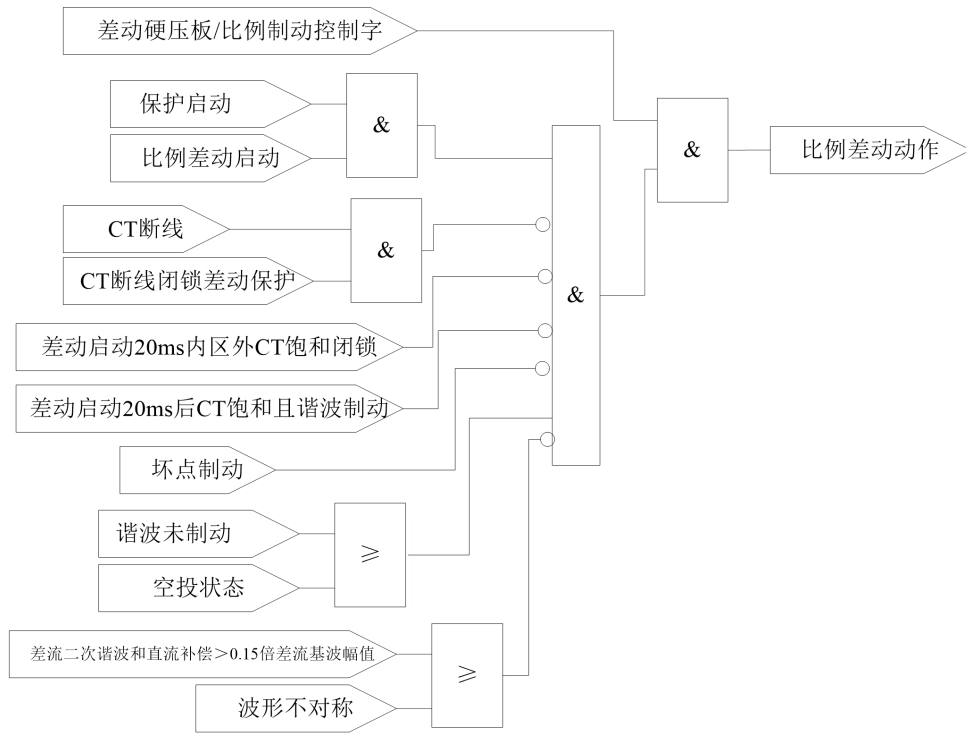 差动硬压板/比例制动控制字
保护启动
&
比例差动启动
&
比例差动动作
CT断线
&
CT断线闭锁差动保护
&
差动启动20ms内区外CT饱和闭锁
差动启动20ms后CT饱和且谐波制动
坏点制动
谐波未制动
≥
空投状态
差流二次谐波和直流补偿＞0.15倍差流基波幅值
≥
波形不对称